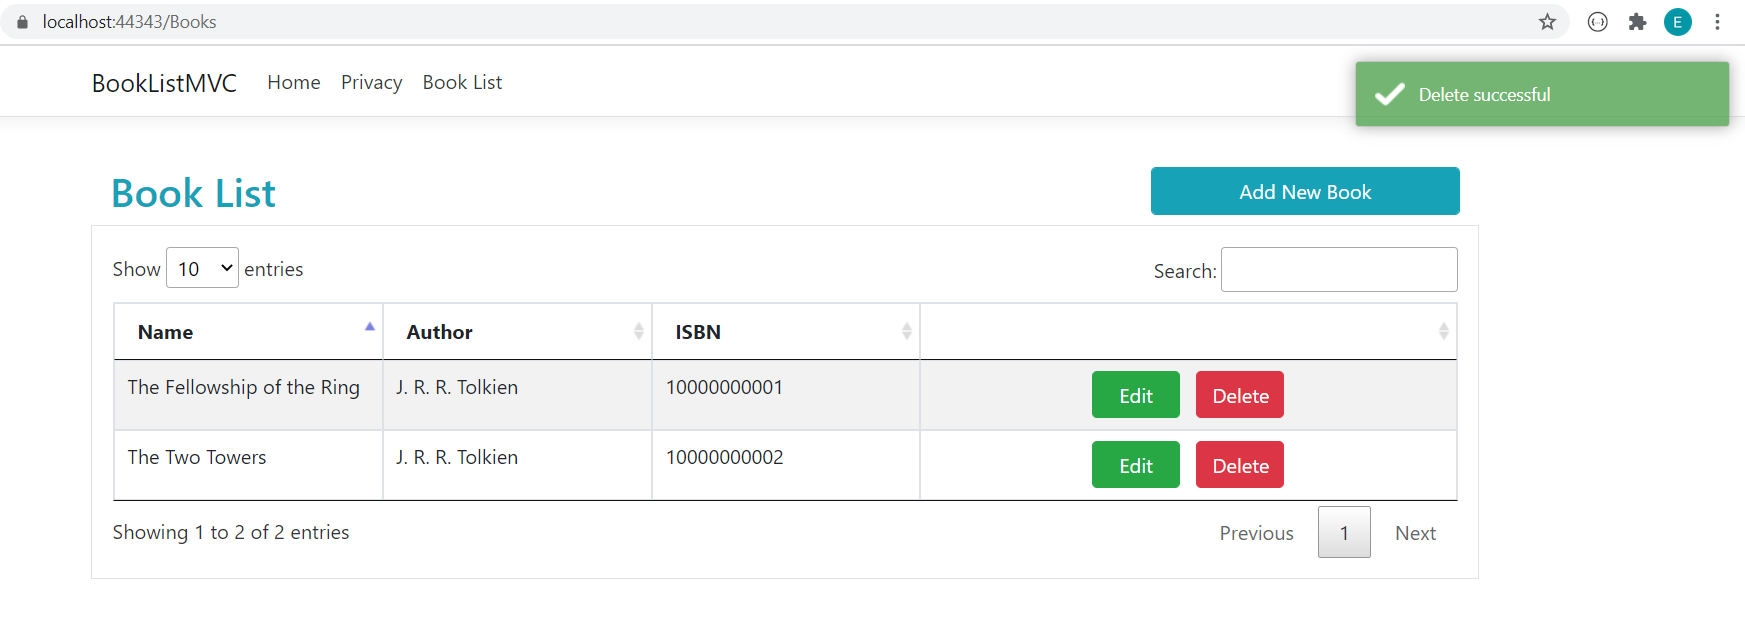 localhost:44343/Books
E
BookListMVC Home Privacy Book List
Delete successful
Book List
Add New Book
Show 10 entries
Search:
Name Author ISBN
The Fellowship of the Ring J. R. R. Tolkien 10000000001 Edit Delete
The Two Towers J. R. R. Tolkien 10000000002 Edit Delete
Showing 1 to 2 of 2 entries
Previous 1 Next